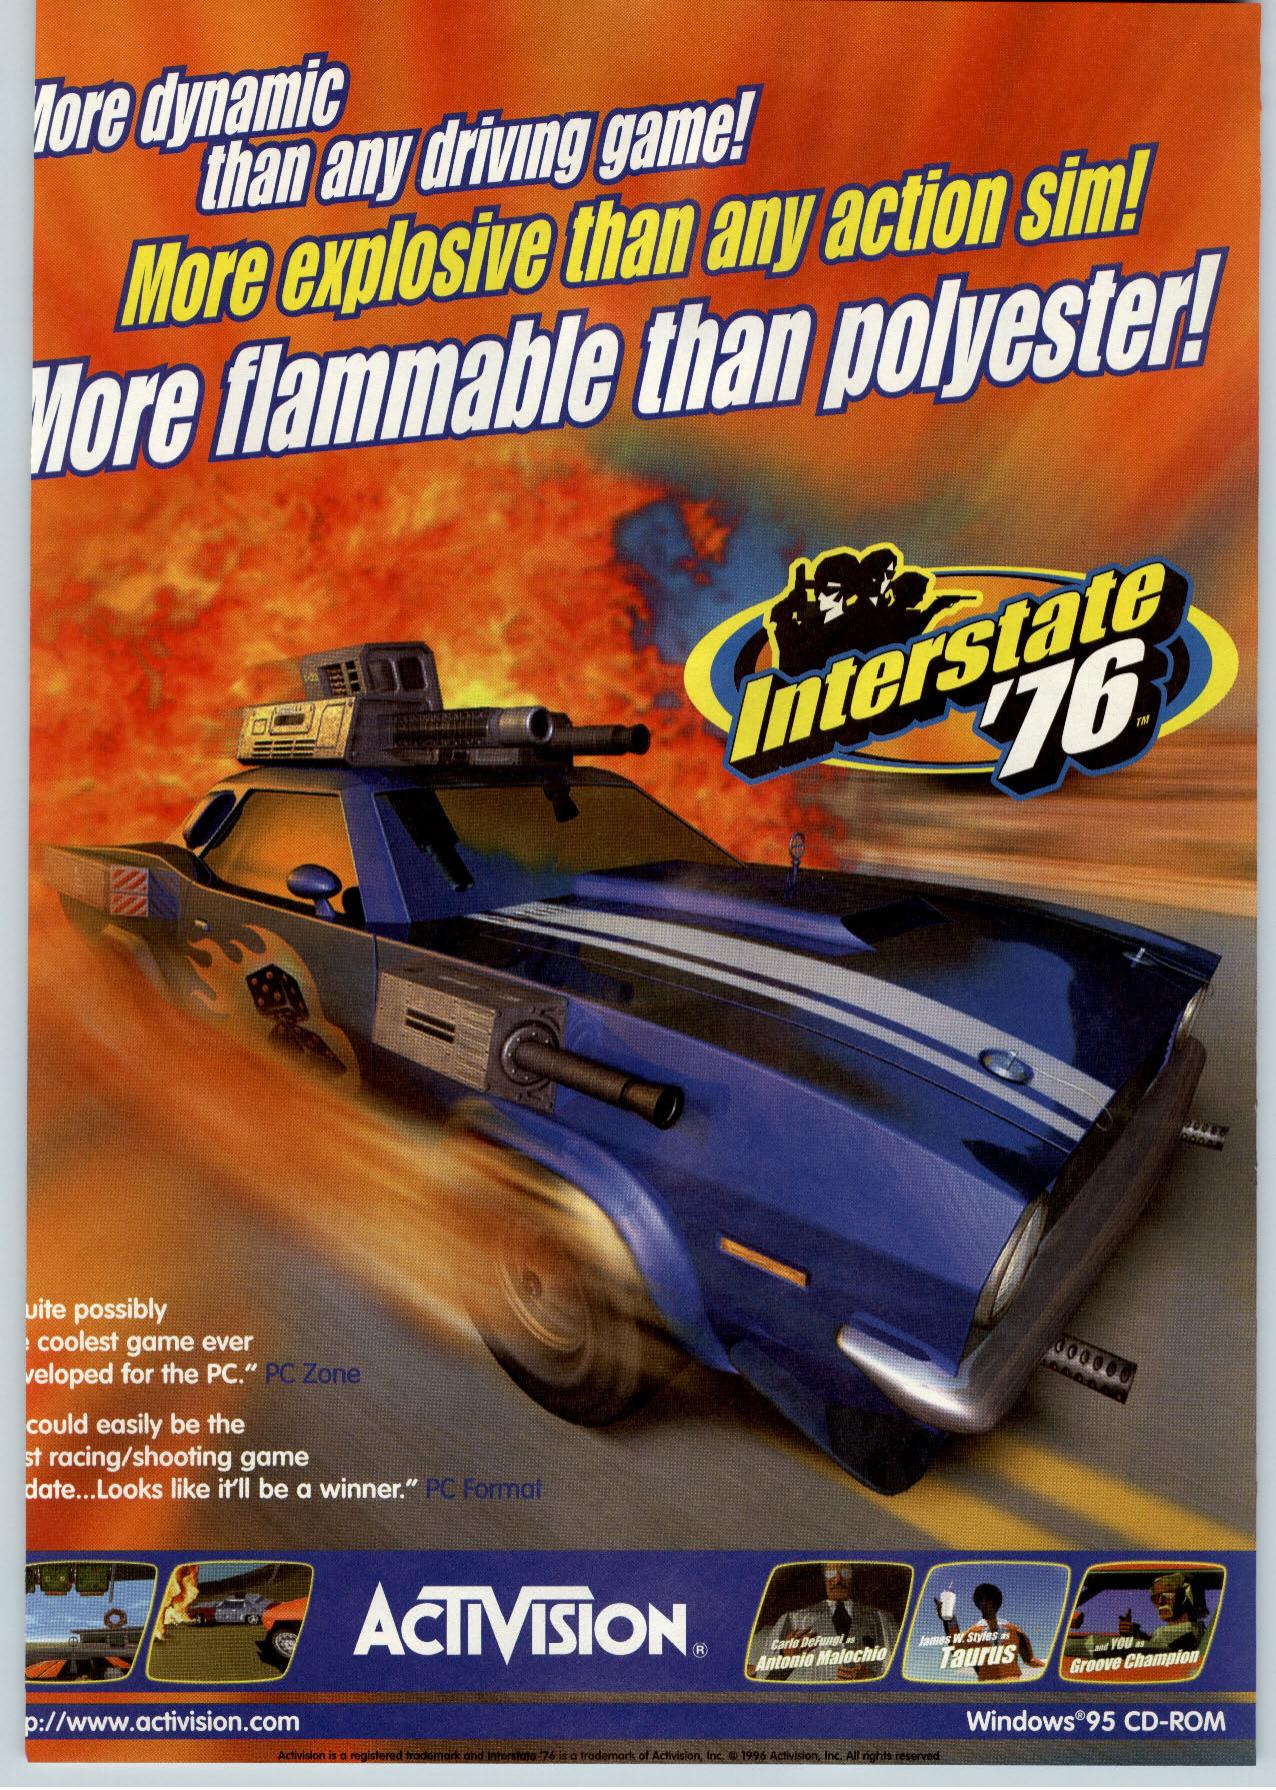 More dynamic
than any driving game!
More explosive than any action sim!
More flammable than polyester!
Interstate
'76 ™
uite possibly
e coolest game ever
veloped for the PC." PC Zone
could easily be the
st racing/shooting game
date...Looks like it'll be a winner." PC Format
ACTIVISION®
Carlo DeFungi as
Antonio Malochio
James W. Styles as
Taurus
and YOU as
Groove Champion
p://www.activision.com
Windows®95 CD-ROM
Activision is a registered trademark and Interstate '76 is a trademark of Activision, Inc. © 1996 Activision, Inc. All rights reserved